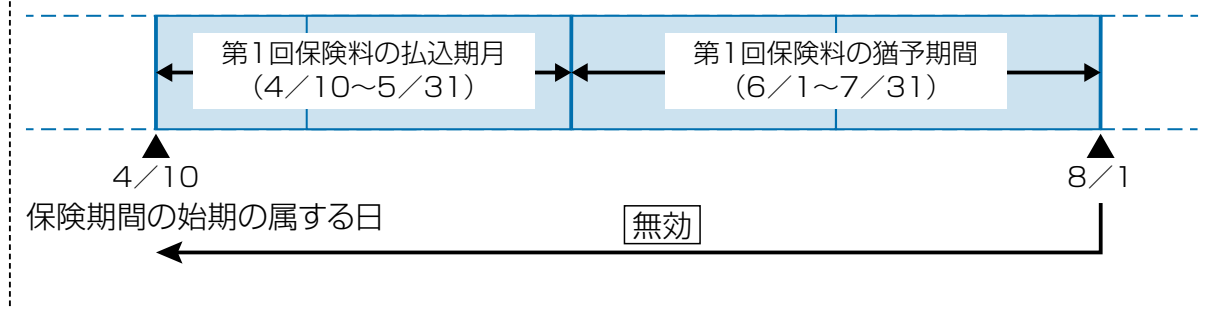 第1回保険料の払込期月
（4／10～5／31）
第1回保険料の猶予期間
（6／1～7／31）
4／10
8／1
保険期間の始期の属する日
無効